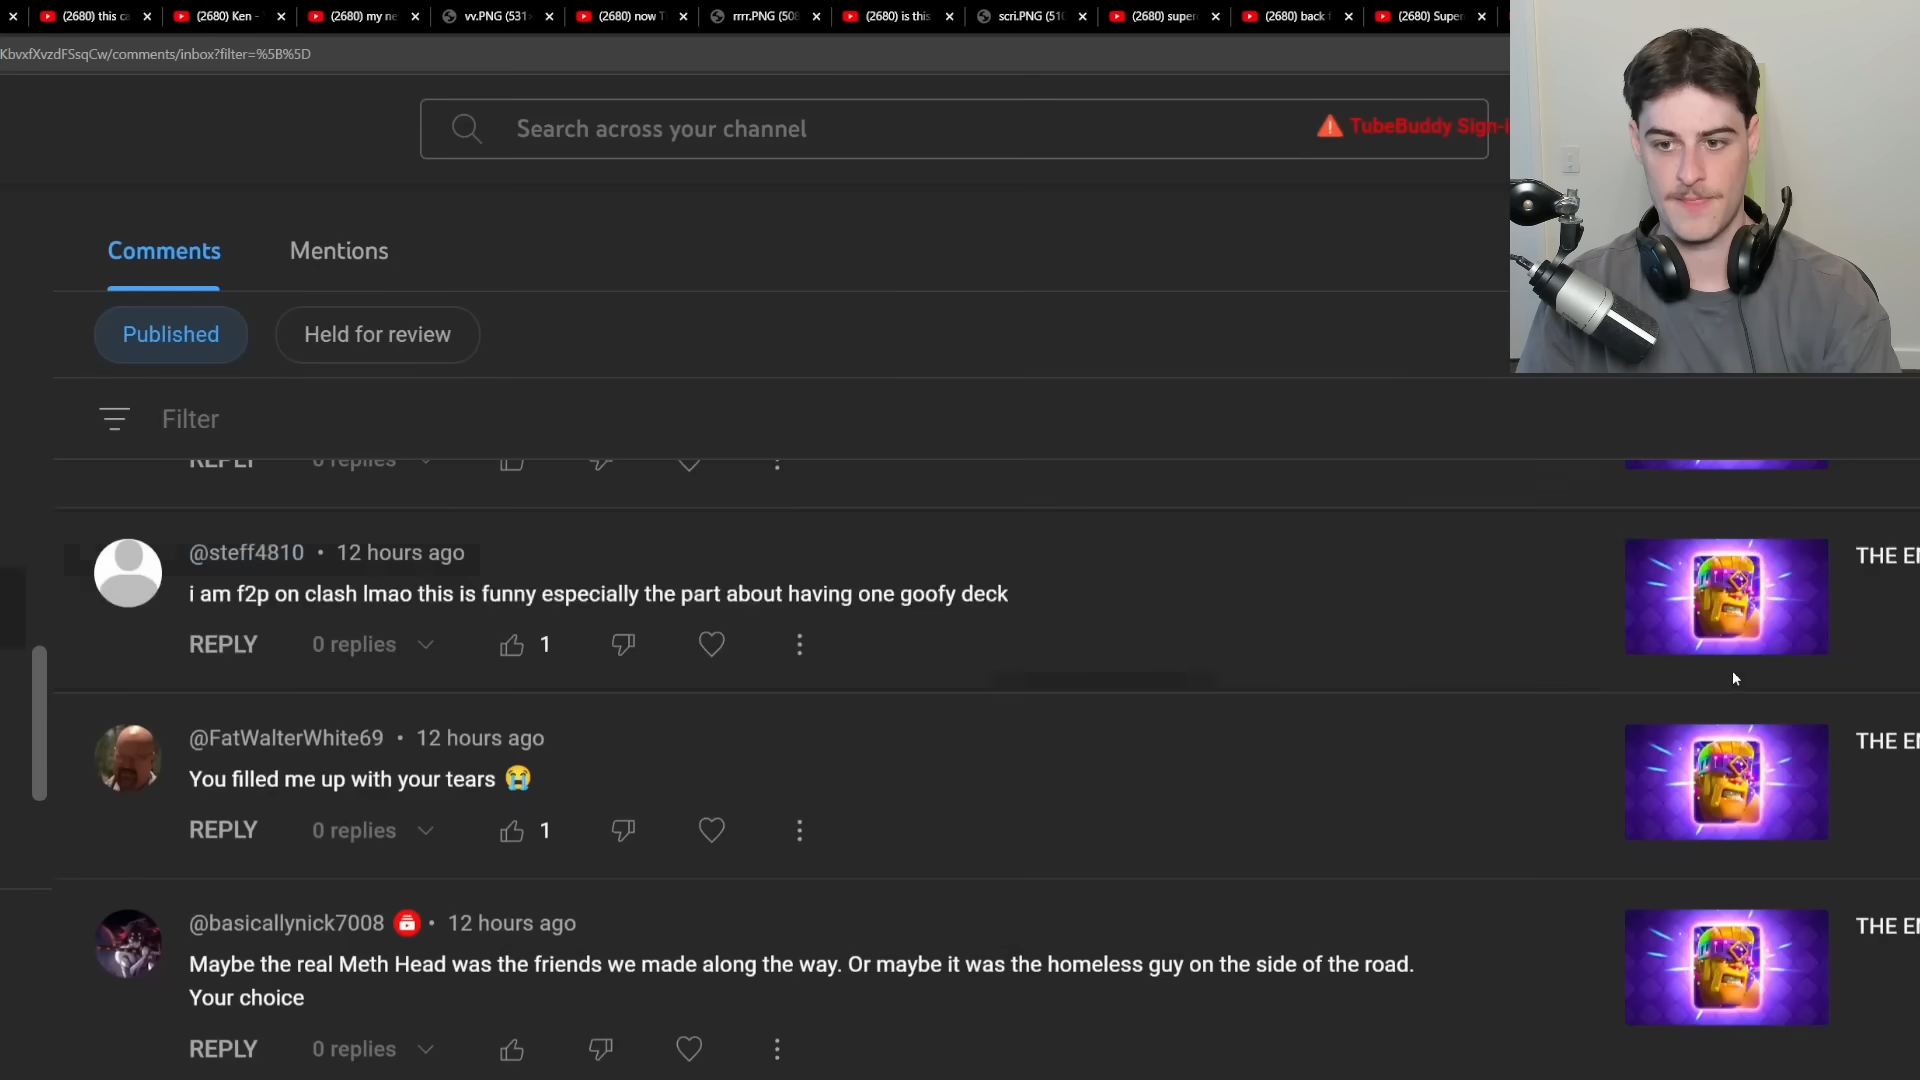 (2680) this ca
(2680) Ken -
(2680) my ne
vv.PNG (531
(2680) now T
rrrr.PNG (508
(2680) is this
scri.PNG (51
(2680) super
(2680) back
(2680) Super
KbvxfXvzdFSsqCw/comments/inbox?filter=%5B%5D
Search across your channel
TubeBuddy Sign-i
Comments
Mentions
Published
Held for review
Filter
REPLY
0 replies
@steff4810 • 12 hours ago
THE EN
i am f2p on clash lmao this is funny especially the part about having one goofy deck
REPLY
0 replies
1
@FatWalterWhite69 • 12 hours ago
THE EN
You filled me up with your tears 😭
REPLY
0 replies
1
@basicallynick7008 • 12 hours ago
THE EN
Maybe the real Meth Head was the friends we made along the way. Or maybe it was the homeless guy on the side of the road.
Your choice
REPLY
0 replies